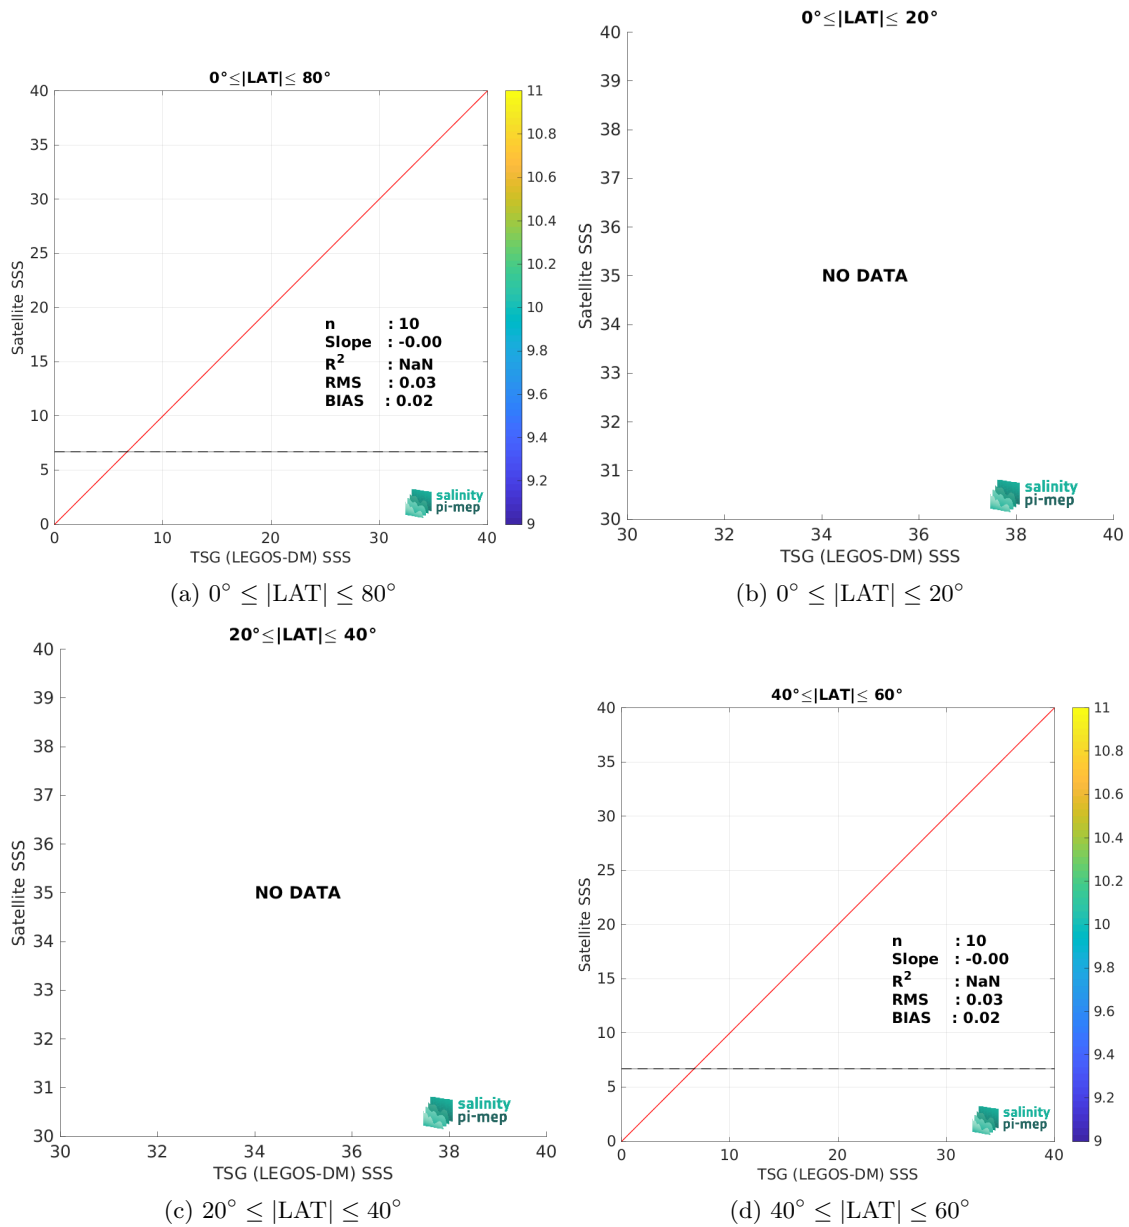 0°≤|LAT|≤ 80°
40
35
30
25
20
15
10
5
0
Satellite SSS
n : 10
Slope : -0.00
R² : NaN
RMS : 0.03
BIAS : 0.02
salinity
pi-mep
0 10 20 30 40
TSG (LEGOS-DM) SSS
11
10.8
10.6
10.4
10.2
10
9.8
9.6
9.4
9.2
9
(a) 0° ≤ |LAT| ≤ 80°
0°≤|LAT|≤ 20°
40
39
38
37
36
35
34
33
32
31
30
Satellite SSS
NO DATA
salinity
pi-mep
30 32 34 36 38 40
TSG (LEGOS-DM) SSS
(b) 0° ≤ |LAT| ≤ 20°
20°≤|LAT|≤ 40°
40
39
38
37
36
35
34
33
32
31
30
Satellite SSS
NO DATA
salinity
pi-mep
30 32 34 36 38 40
TSG (LEGOS-DM) SSS
(c) 20° ≤ |LAT| ≤ 40°
40°≤|LAT|≤ 60°
40
35
30
25
20
15
10
5
0
Satellite SSS
n : 10
Slope : -0.00
R² : NaN
RMS : 0.03
BIAS : 0.02
salinity
pi-mep
0 10 20 30 40
TSG (LEGOS-DM) SSS
11
10.8
10.6
10.4
10.2
10
9.8
9.6
9.4
9.2
9
(d) 40° ≤ |LAT| ≤ 60°